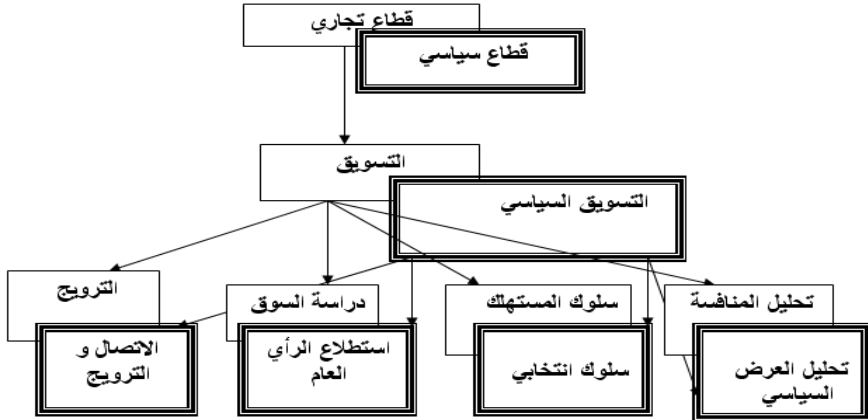 قطاع تجاري
قطاع سياسي
التسويق
التسويق السياسي
تحليل المنافسة
سلوك المستهلك
دراسة السوق
الترويج
تحليل العرض
السياسي
سلوك انتخابي
استطلاع الرأي
العام
الاتصال و
الترويج